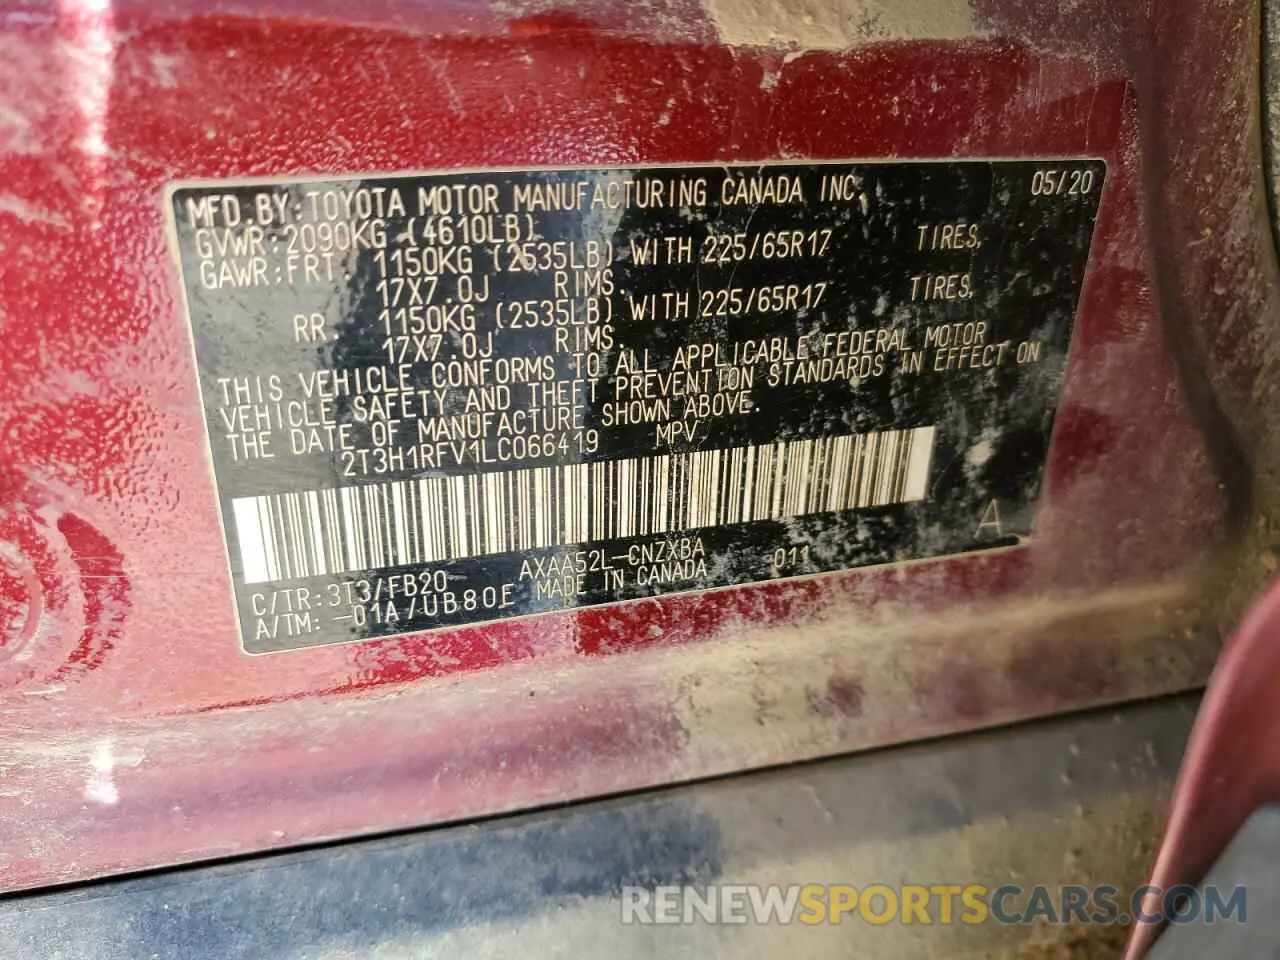 MFD.BY:TOYOTA MOTOR MANUFACTURING CANADA INC. 05/20
GVWR:2090KG (4610LB)
GAWR:FRT. 1150KG (2535LB) WITH 225/65R17 TIRES,
17X7.0J RIMS.
RR. 1150KG (2535LB) WITH 225/65R17 TIRES,
17X7.0J RIMS.
THIS VEHICLE CONFORMS TO ALL APPLICABLE FEDERAL MOTOR
VEHICLE SAFETY AND THEFT PREVENTION STANDARDS IN EFFECT ON
THE DATE OF MANUFACTURE SHOWN ABOVE.
2T3H1RFV1LC066419 MPV
AXAA52L-CNZXBA 011 A
C/TR:3T3/FB20 MADE IN CANADA
A/TM: -01A/UB80E
RENEWSPORTSCARS.COM